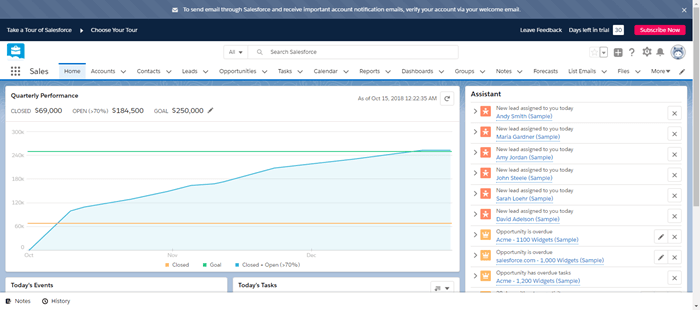 To send email through Salesforce and receive important account notification emails, verify your account via your welcome email.
Take a Tour of Salesforce Choose Your Tour Leave Feedback Days left in trial 30 Subscribe Now
All Search Salesforce
Sales Home Accounts Contacts Leads Opportunities Tasks Calendar Reports Dashboards Groups Notes Forecasts List Emails Files More
Quarterly Performance
As of Oct 15, 2018 12:22:35 AM
CLOSED $69,000 OPEN (>70%) $184,500 GOAL $250,000
300k
240k
180k
120k
60k
0
Oct Nov Dec
Closed Goal Closed + Open (>70%)
Today's Events Today's Tasks
Assistant
New lead assigned to you today
Andy Smith (Sample)
New lead assigned to you today
Maria Gardner (Sample)
New lead assigned to you today
Amy Jordan (Sample)
New lead assigned to you today
John Steele (Sample)
New lead assigned to you today
Sarah Loehr (Sample)
New lead assigned to you today
David Adelson (Sample)
Opportunity is overdue
Acme - 1100 Widgets (Sample)
Opportunity is overdue
salesforce.com - 1,000 Widgets (Sample)
Opportunity has overdue tasks
Acme - 1,200 Widgets (Sample)
Notes History